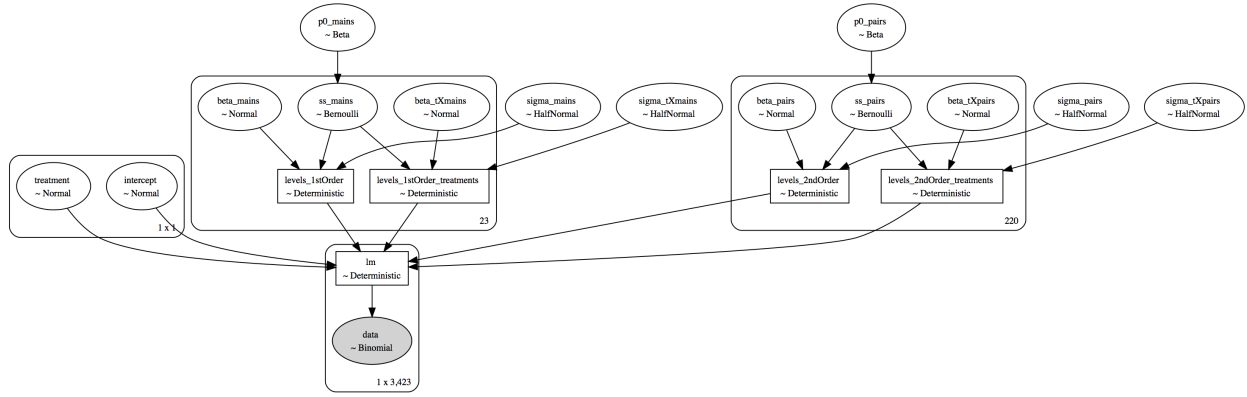 p0_mains
~ Beta
p0_pairs
~ Beta
beta_mains
~ Normal
ss_mains
~ Bernoulli
beta_tXmains
~ Normal
sigma_mains
~ HalfNormal
sigma_tXmains
~ HalfNormal
beta_pairs
~ Normal
ss_pairs
~ Bernoulli
beta_tXpairs
~ Normal
sigma_pairs
~ HalfNormal
sigma_tXpairs
~ HalfNormal
treatment
~ Normal
intercept
~ Normal
1 x 1
levels_1stOrder
~ Deterministic
levels_1stOrder_treatments
~ Deterministic
23
levels_2ndOrder
~ Deterministic
levels_2ndOrder_treatments
~ Deterministic
220
lm
~ Deterministic
data
~ Binomial
1 x 3,423